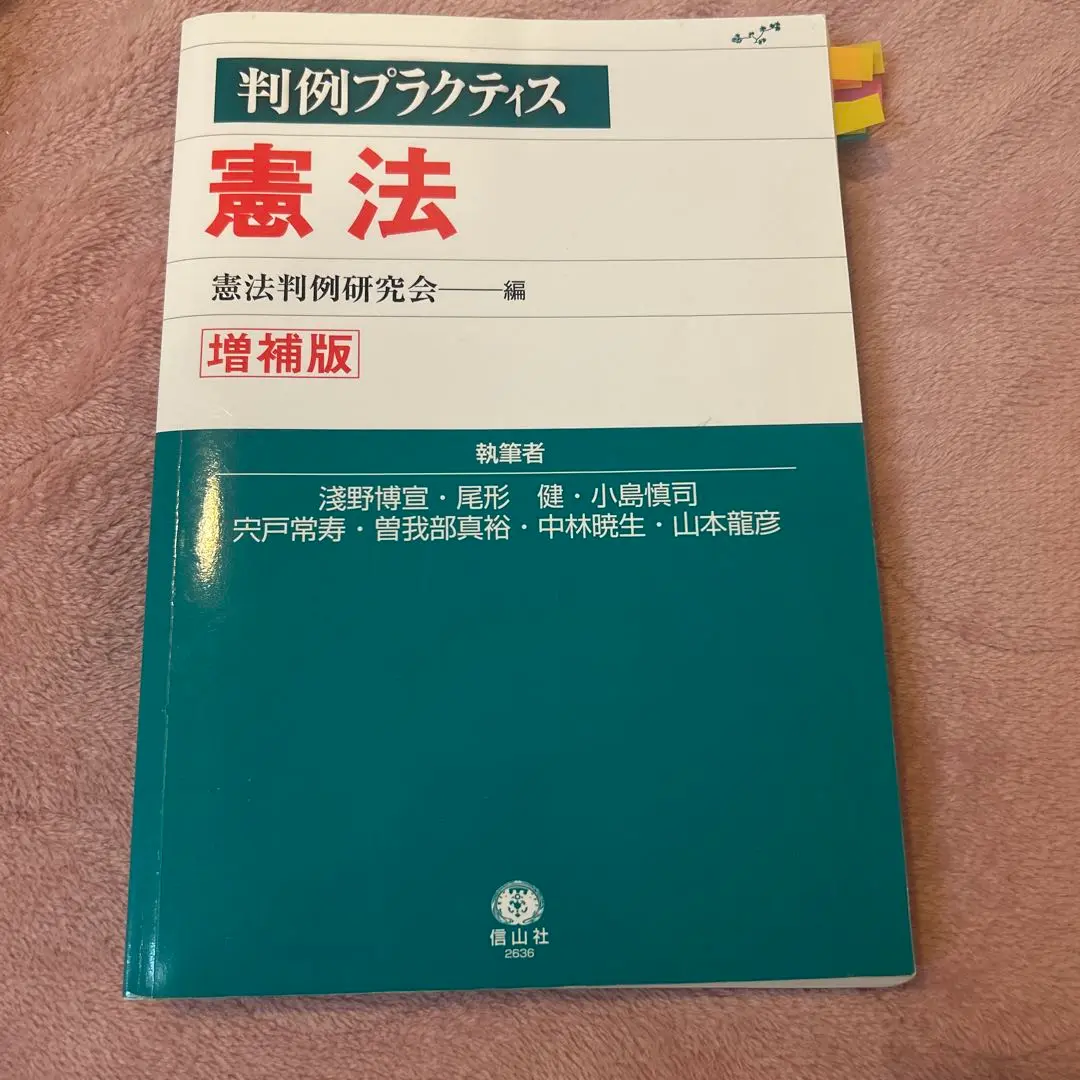 判例プラクティス
憲法
憲法判例研究会——編
増補版
執筆者
淺野博宣・尾形　健・小島慎司
宍戸常寿・曽我部真裕・中林暁生・山本龍彦
信山社
2636